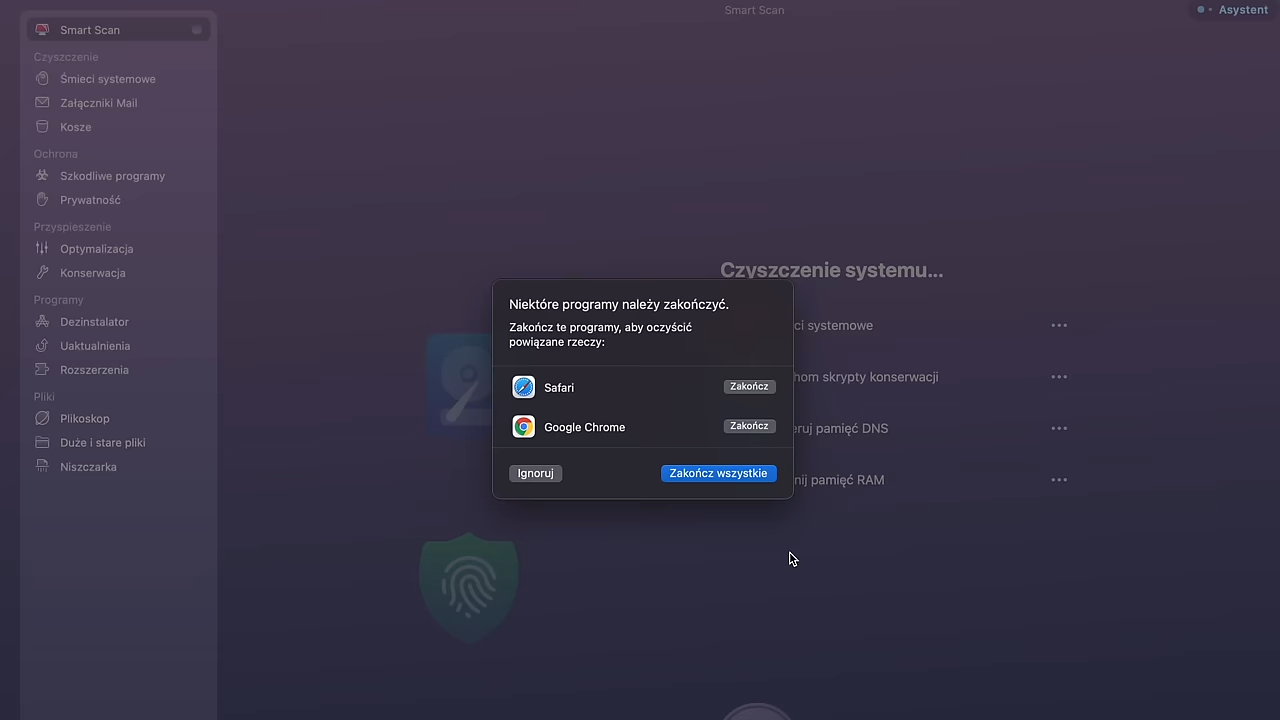 Smart Scan
Asystent
Smart Scan
Czyszczenie
Śmieci systemowe
Załączniki Mail
Kosze
Ochrona
Szkodliwe programy
Prywatność
Przyspieszenie
Optymalizacja
Konserwacja
Programy
Dezinstalator
Uaktualnienia
Rozszerzenia
Pliki
Plikoskop
Duże i stare pliki
Niszczarka
Czyszczenie systemu...
ci systemowe
hom skrypty konserwacji
eruj pamięć DNS
nij pamięć RAM
Niektóre programy należy zakończyć.
Zakończ te programy, aby oczyścić
powiązane rzeczy:
Safari Zakończ
Google Chrome Zakończ
Ignoruj Zakończ wszystkie